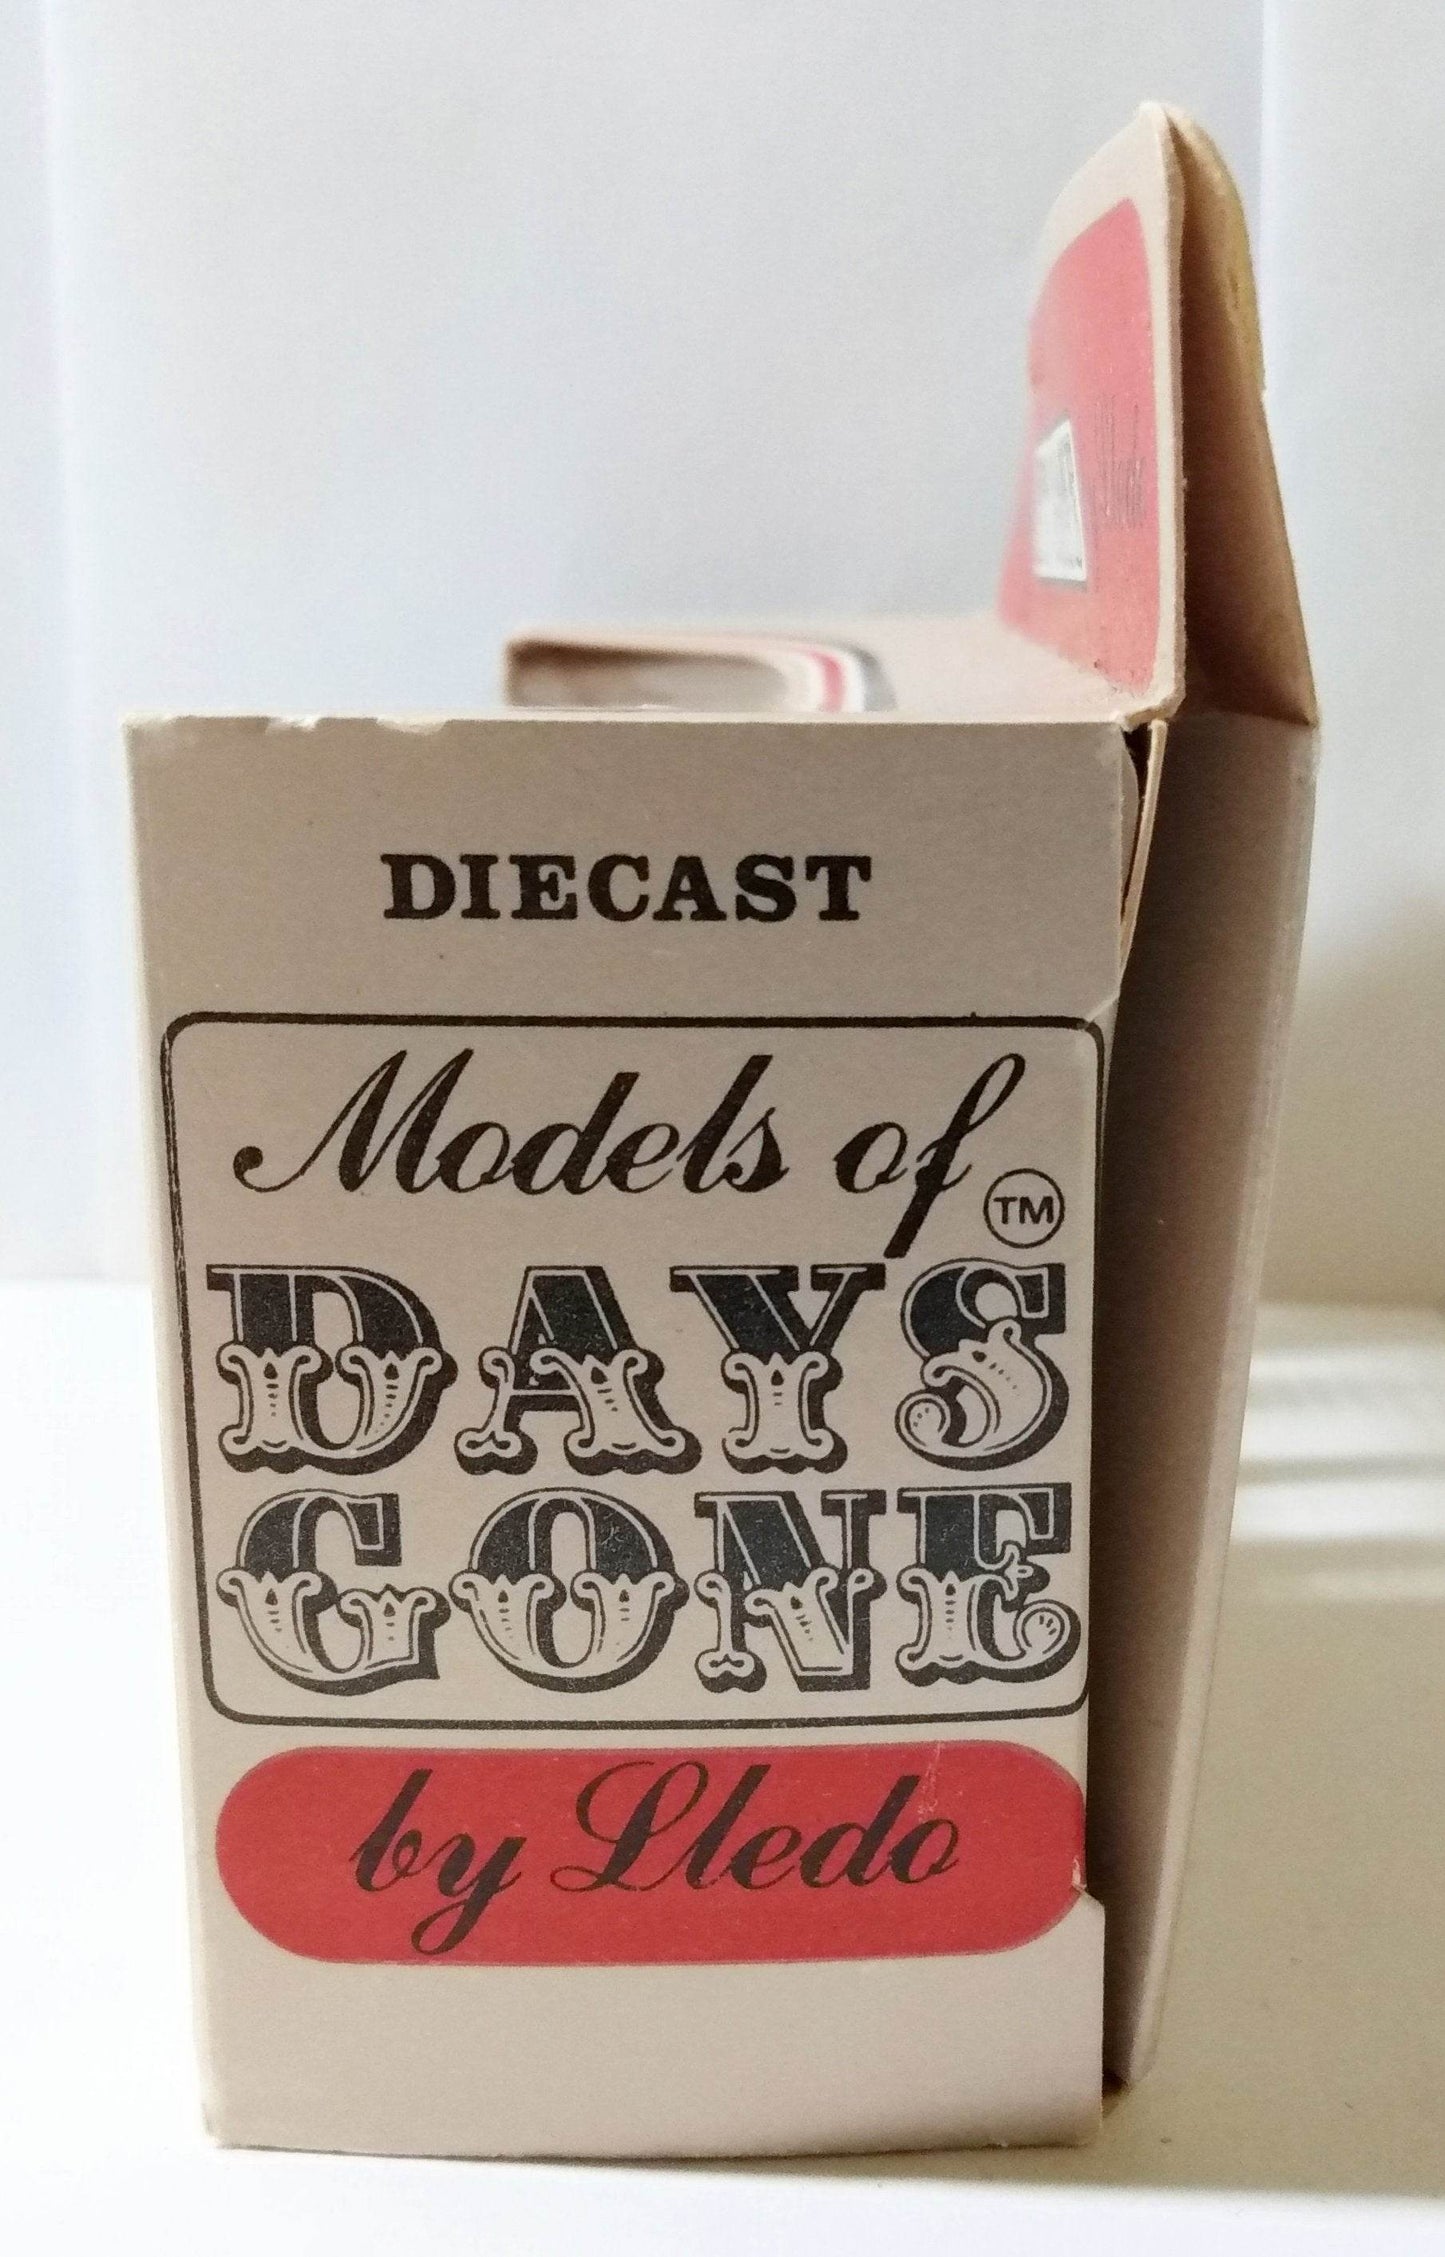 DIECAST
Models of
TM
DAYS
GONE
by Lledo